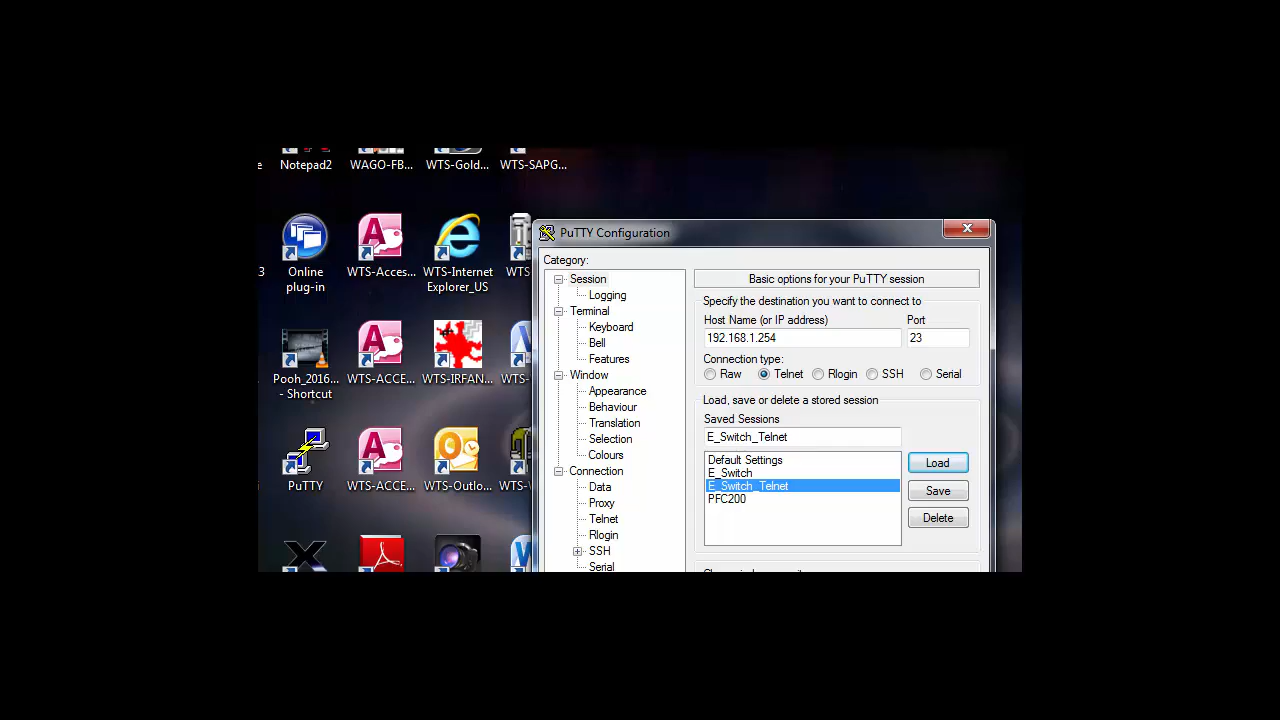 Notepad2
WAGO-FB...
WTS-Gold...
WTS-SAPG...
Online
plug-in
WTS-Acces...
WTS-Internet
Explorer_US
WTS
Pooh_2016...
- Shortcut
WTS-ACCE...
WTS-IRFAN...
PuTTY
WTS-ACCE...
WTS-Outlo...
PuTTY Configuration
Category:
Session
Logging
Terminal
Keyboard
Bell
Features
Window
Appearance
Behaviour
Translation
Selection
Colours
Connection
Data
Proxy
Telnet
Rlogin
SSH
Serial
Basic options for your PuTTY session
Specify the destination you want to connect to
Host Name (or IP address) Port
192.168.1.254 23
Connection type:
Raw Telnet Rlogin SSH Serial
Load, save or delete a stored session
Saved Sessions
E_Switch_Telnet
Default Settings
E_Switch
E_Switch_Telnet
PFC200
Load
Save
Delete